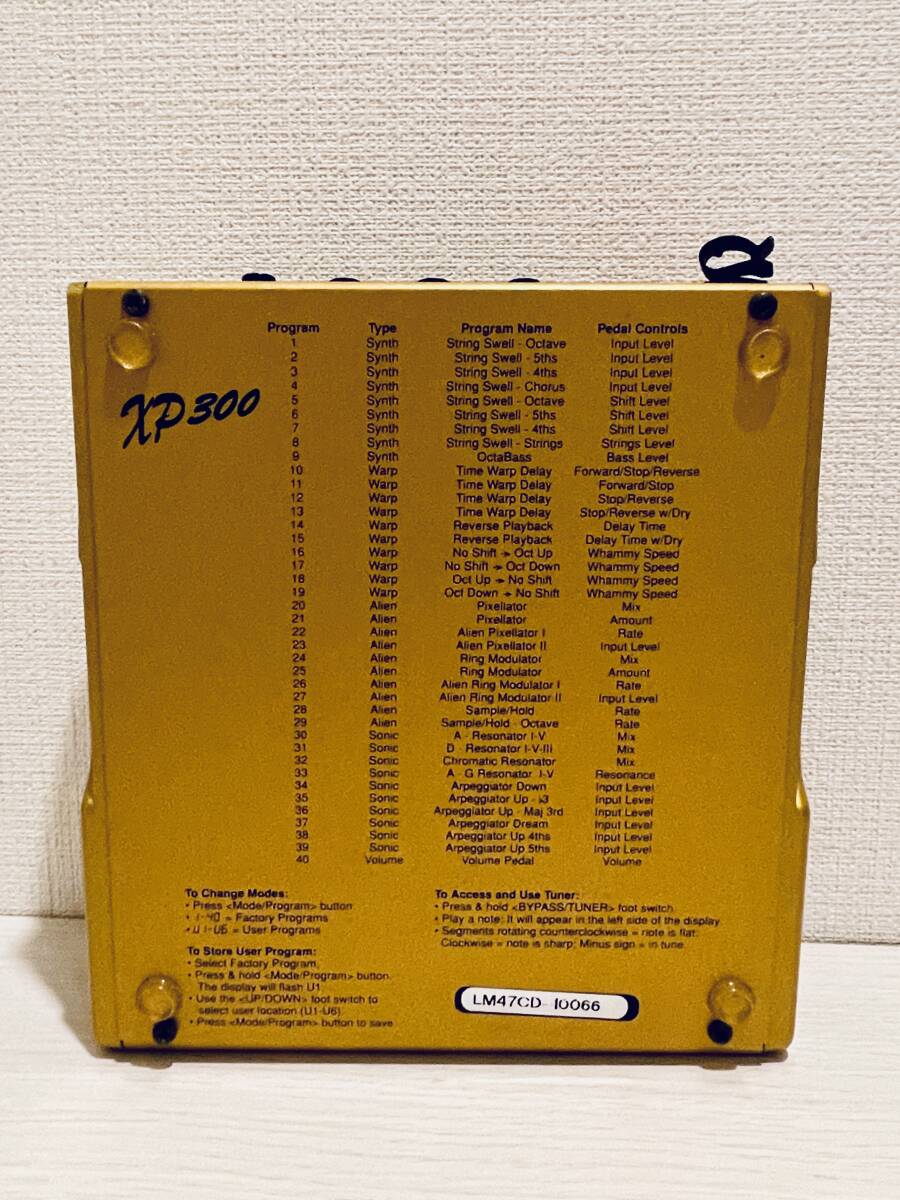 XP300
Program Type Program Name Pedal Controls
1 Synth String Swell - Octave Input Level
2 Synth String Swell - 5ths Input Level
3 Synth String Swell - 4ths Input Level
4 Synth String Swell - Chorus Input Level
5 Synth String Swell - Octave Shift Level
6 Synth String Swell - 5ths Shift Level
7 Synth String Swell - 4ths Shift Level
8 Synth String Swell - Strings Strings Level
9 Synth OctaBass Bass Level
10 Warp Time Warp Delay Forward/Stop/Reverse
11 Warp Time Warp Delay Forward/Stop
12 Warp Time Warp Delay Stop/Reverse
13 Warp Time Warp Delay Stop/Reverse w/Dry
14 Warp Reverse Playback Delay Time
15 Warp Reverse Playback Delay Time w/Dry
16 Warp No Shift → Oct Up Whammy Speed
17 Warp No Shift → Oct Down Whammy Speed
18 Warp Oct Up → No Shift Whammy Speed
19 Warp Oct Down → No Shift Whammy Speed
20 Alien Pixellator Mix
21 Alien Pixellator Amount
22 Alien Alien Pixellator I Rate
23 Alien Alien Pixellator II Input Level
24 Alien Ring Modulator Mix
25 Alien Ring Modulator Amount
26 Alien Alien Ring Modulator I Rate
27 Alien Alien Ring Modulator II Input Level
28 Alien Sample/Hold Rate
29 Alien Sample/Hold - Octave Rate
30 Sonic A - Resonator I-V Mix
31 Sonic D - Resonator I-V-III Mix
32 Sonic Chromatic Resonator Mix
33 Sonic A - G Resonator I-V Resonance
34 Sonic Arpeggiator Down Input Level
35 Sonic Arpeggiator Up - ♭3 Input Level
36 Sonic Arpeggiator Up - Maj 3rd Input Level
37 Sonic Arpeggiator Dream Input Level
38 Sonic Arpeggiator Up 4ths Input Level
39 Sonic Arpeggiator Up 5ths Input Level
40 Volume Volume Pedal Volume
To Change Modes:
• Press <Mode/Program> button
• 1-40 = Factory Programs
• U1-U6 = User Programs
To Store User Program:
• Select Factory Program.
• Press & hold <Mode/Program> button.
The display will flash U1.
• Use the <UP/DOWN> foot switch to
select user location (U1-U6).
• Press <Mode/Program> button to save.
To Access and Use Tuner:
• Press & hold <BYPASS/TUNER> foot switch.
• Play a note; It will appear in the left side of the display.
• Segments rotating counterclockwise = note is flat;
Clockwise = note is sharp; Minus sign = in tune.
LM47CD-10066